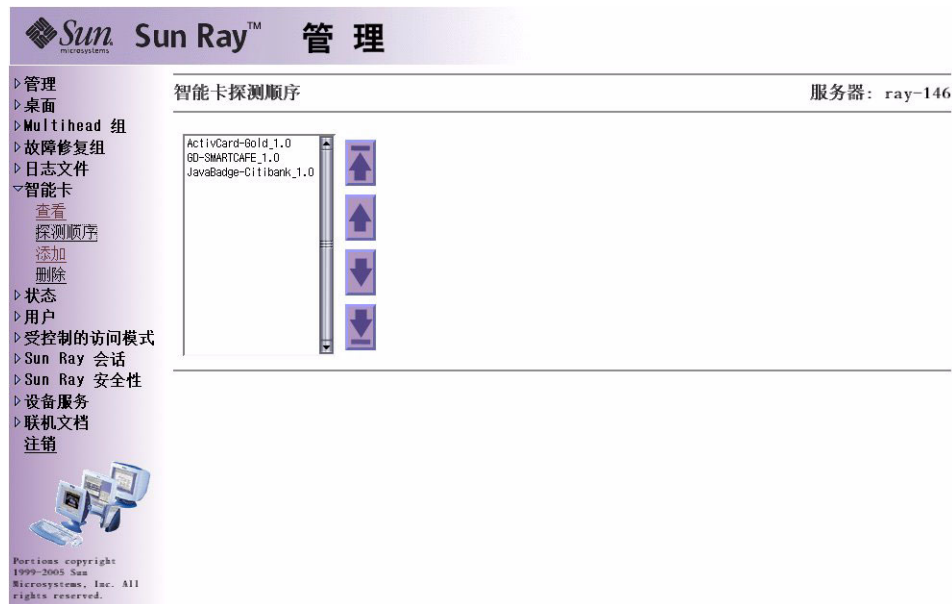 Sun microsystems Sun Ray™ 管 理
▷管理
▷桌面
▷Multihead 组
▷故障修复组
▷日志文件
▽智能卡
查看
探测顺序
添加
删除
▷状态
▷用户
▷受控制的访问模式
▷Sun Ray 会话
▷Sun Ray 安全性
▷设备服务
▷联机文档
注销
Portions copyright
1999-2005 Sun
Microsystems, Inc. All
rights reserved.
智能卡探测顺序 服务器: ray-146
ActivCard-Gold_1.0
GD-SMARTCAFE_1.0
JavaBadge-Citibank_1.0